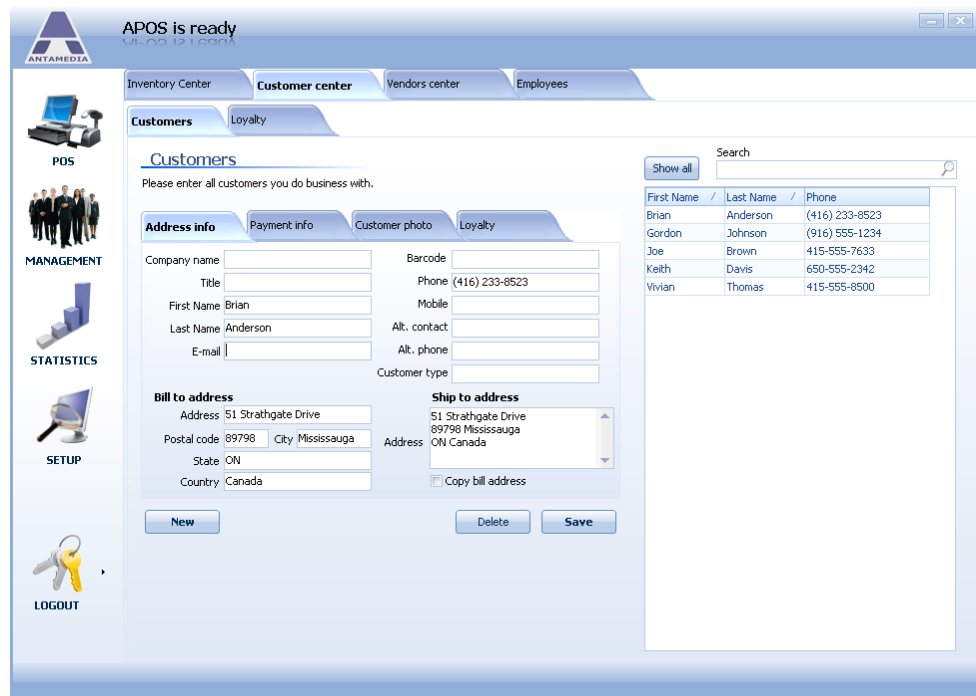 APOS is ready
ANTAMEDIA
Inventory Center
Customer center
Vendors center
Employees
Customers
Loyalty
POS
MANAGEMENT
STATISTICS
SETUP
LOGOUT
Customers
Please enter all customers you do business with.
Address info
Payment info
Customer photo
Loyalty
Company name
Title
First Name Brian
Last Name Anderson
E-mail
Barcode
Phone (416) 233-8523
Mobile
Alt. contact
Alt. phone
Customer type
Bill to address
Address 51 Strathgate Drive
Postal code 89798 City Mississauga
State ON
Country Canada
Ship to address
51 Strathgate Drive
89798 Mississauga
Address ON Canada
Copy bill address
New
Delete
Save
Show all
Search
First Name / Last Name / Phone
Brian Anderson (416) 233-8523
Gordon Johnson (916) 555-1234
Joe Brown 415-555-7633
Keith Davis 650-555-2342
Vivian Thomas 415-555-8500